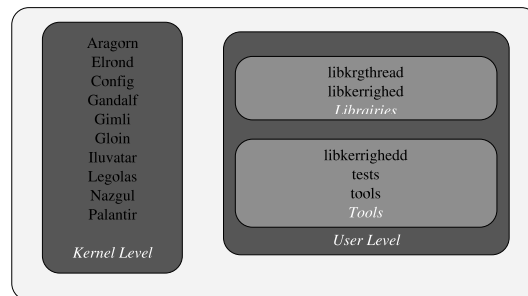 Aragorn
Elrond
Config
Gandalf
Gimli
Gloin
Iluvatar
Legolas
Nazgul
Palantir
Kernel Level
libkrgthread
libkerrighed
Librairies
libkerrighedd
tests
tools
Tools
User Level